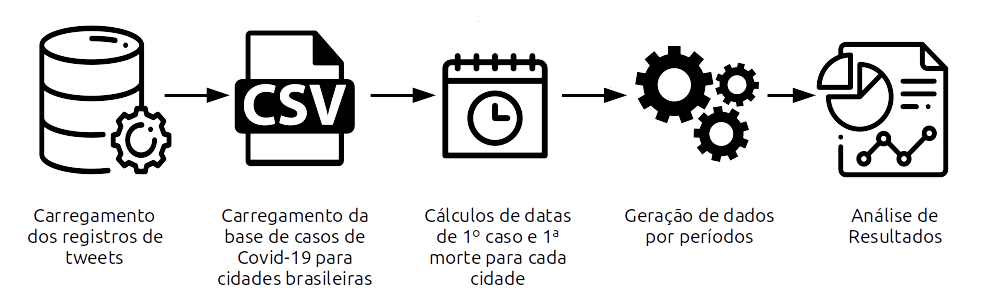 CSV
Carregamento
dos registros de
tweets
Carregamento da
base de casos de
Covid-19 para
cidades brasileiras
Cálculos de datas
de 1º caso e 1ª
morte para cada
cidade
Geração de dados
por períodos
Análise de
Resultados